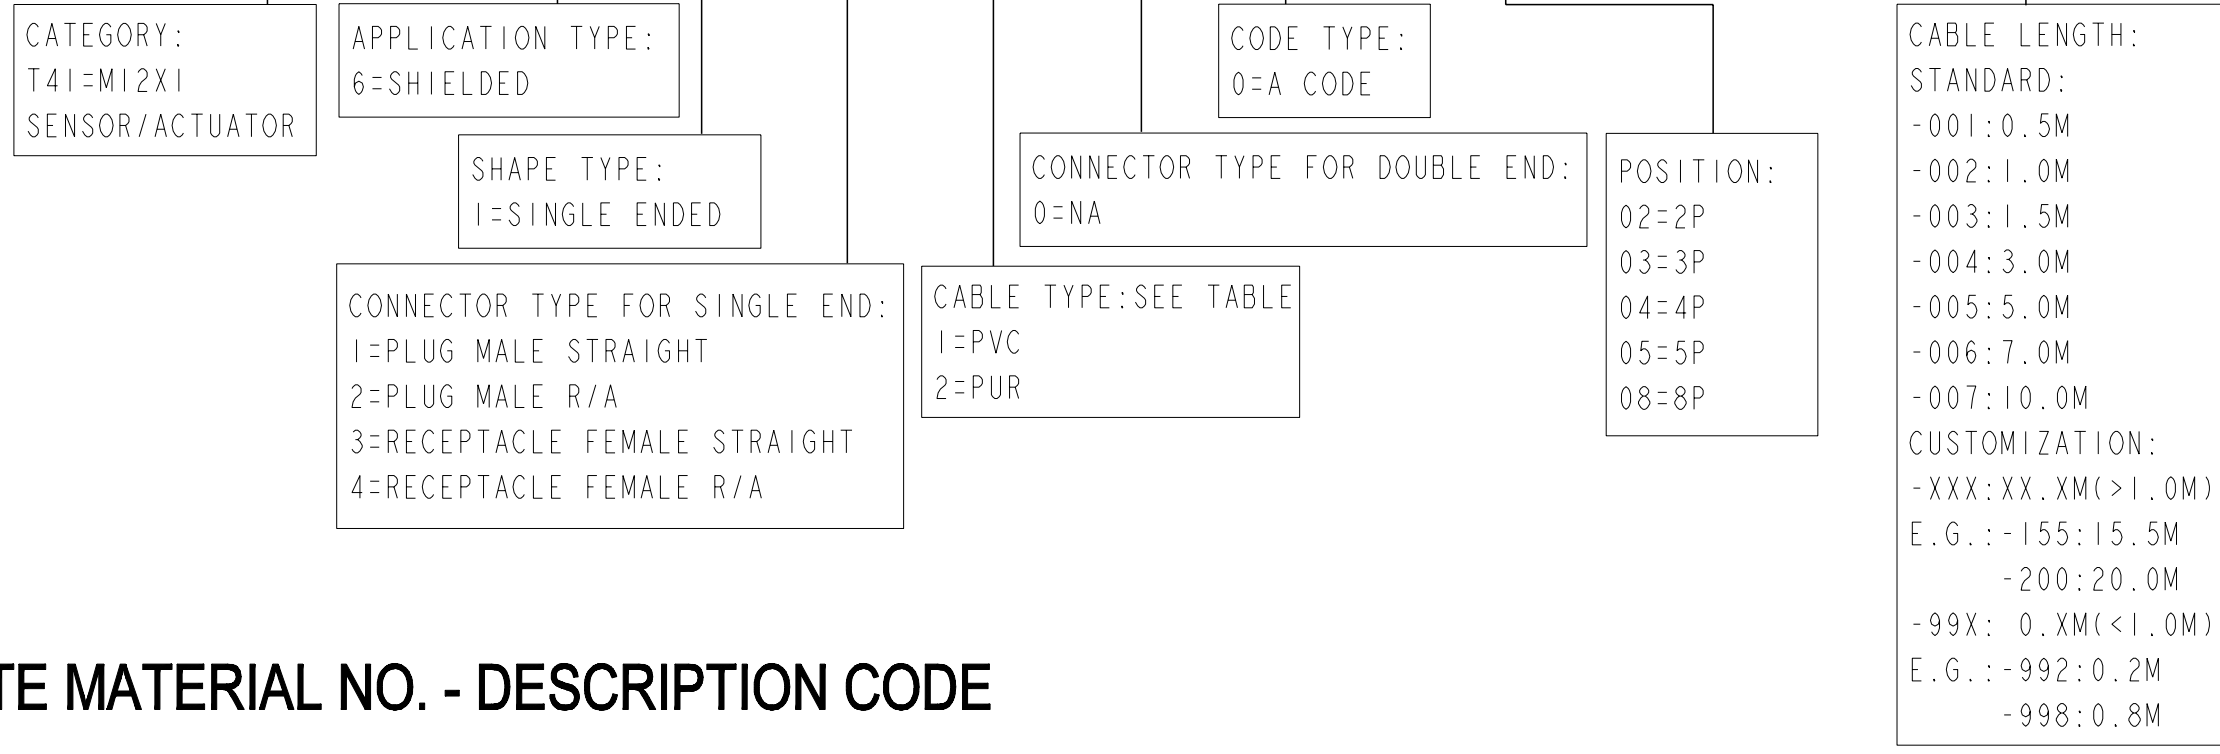 CATEGORY:
T41=M12X1
SENSOR/ACTUATOR
APPLICATION TYPE:
6=SHIELDED
SHAPE TYPE:
1=SINGLE ENDED
CONNECTOR TYPE FOR SINGLE END:
1=PLUG MALE STRAIGHT
2=PLUG MALE R/A
3=RECEPTACLE FEMALE STRAIGHT
4=RECEPTACLE FEMALE R/A
CABLE TYPE:SEE TABLE
1=PVC
2=PUR
CONNECTOR TYPE FOR DOUBLE END:
0=NA
CODE TYPE:
0=A CODE
POSITION:
02=2P
03=3P
04=4P
05=5P
08=8P
CABLE LENGTH:
STANDARD:
-001:0.5M
-002:1.0M
-003:1.5M
-004:3.0M
-005:5.0M
-006:7.0M
-007:10.0M
CUSTOMIZATION:
-XXX:XX.XM(>1.0M)
E.G.:-155:15.5M
-200:20.0M
-99X: 0.XM(<1.0M)
E.G.:-992:0.2M
-998:0.8M
TE MATERIAL NO. - DESCRIPTION CODE